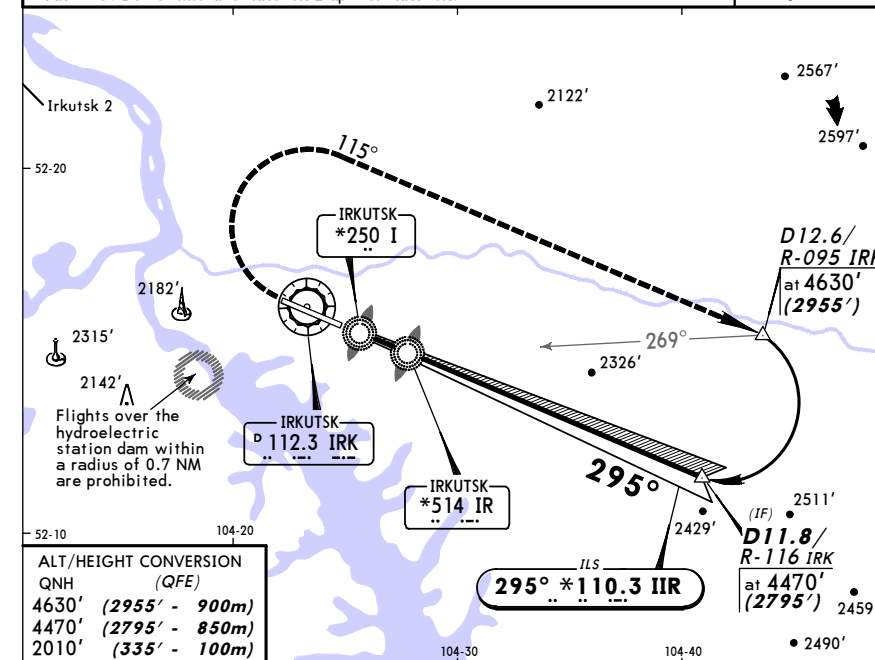 Irkutsk 2
52-20
2122'
2567'
2597'
115°
IRKUTSK
*250 I
D12.6/
R-095 IRK
at 4630'
(2955')
2182'
2315'
2142'
269°
2326'
Flights over the
hydroelectric
station dam within
a radius of 0.7 NM
are prohibited.
IRKUTSK
D 112.3 IRK
IRKUTSK
*514 IR
295°
2429'
2511'
(IF)
D11.8/
R-116 IRK
at 4470'
(2795')
52-10
104-20
ILS
295° *110.3 IIR
2459
2490'
104-30
104-40
ALT/HEIGHT CONVERSION
QNH (QFE)
4630' (2955' - 900m)
4470' (2795' - 850m)
2010' (335' - 100m)